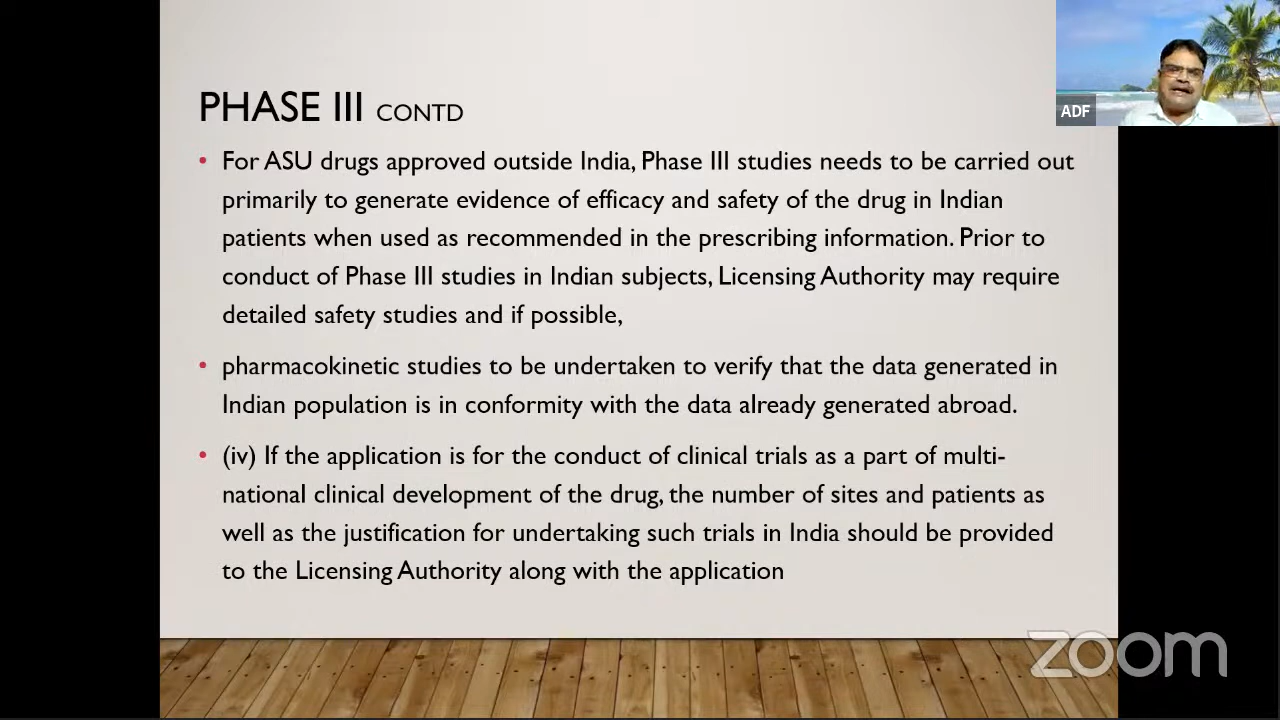 PHASE III CONTD
• For ASU drugs approved outside India, Phase III studies needs to be carried out
primarily to generate evidence of efficacy and safety of the drug in Indian
patients when used as recommended in the prescribing information. Prior to
conduct of Phase III studies in Indian subjects, Licensing Authority may require
detailed safety studies and if possible,
• pharmacokinetic studies to be undertaken to verify that the data generated in
Indian population is in conformity with the data already generated abroad.
• (iv) If the application is for the conduct of clinical trials as a part of multi-
national clinical development of the drug, the number of sites and patients as
well as the justification for undertaking such trials in India should be provided
to the Licensing Authority along with the application
ADF
zoom